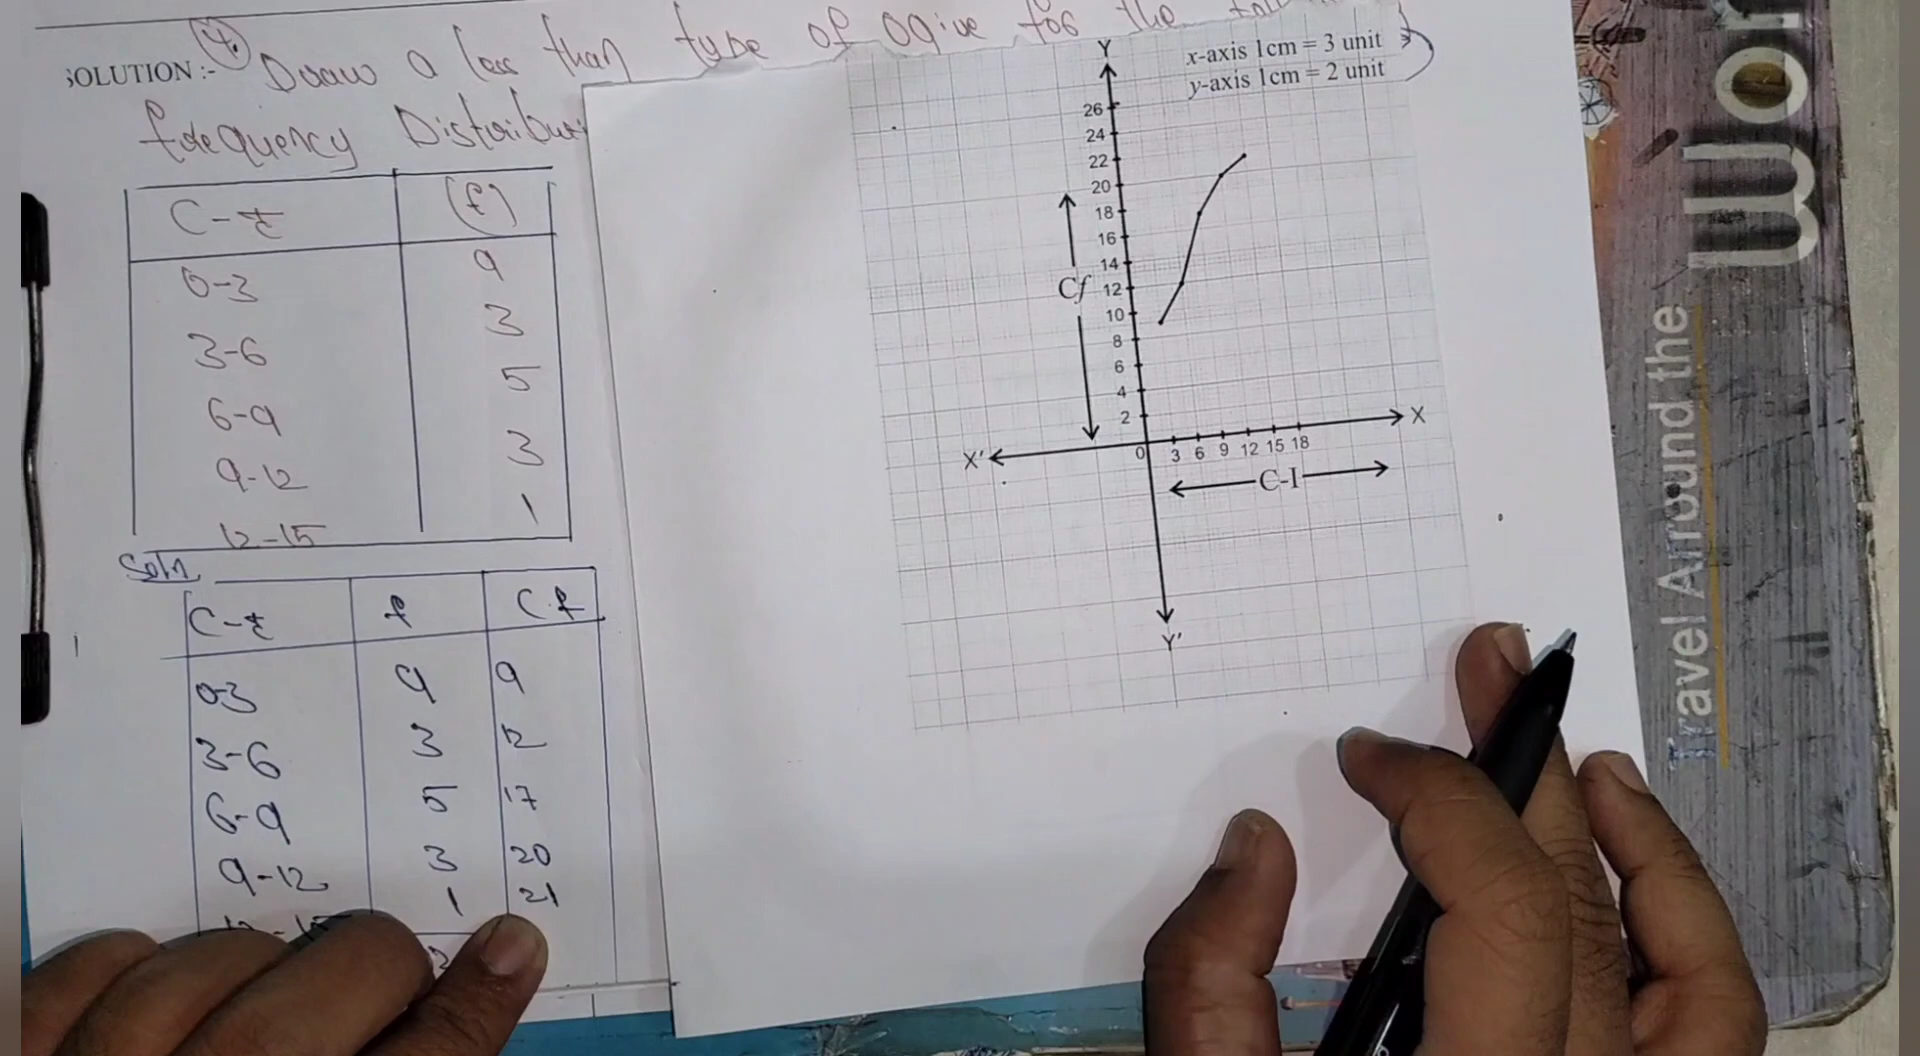 SOLUTION :-
4. Draw a less than type of ogive for the
frequency
C-I (f)
0-3 9
3-6 3
6-9 5
9-12 3
12-15 1
Soln
C-I f C.f
0-3 9 9
3-6 3 12
6-9 5 17
9-12 3 20
1 21
x-axis 1cm = 3 unit
y-axis 1cm = 2 unit
Y
26
24
22
20
18
16
14
Cf 12
10
8
6
4
2
X' 0 3 6 9 12 15 18 X
C-I
Y'
Travel Arround the